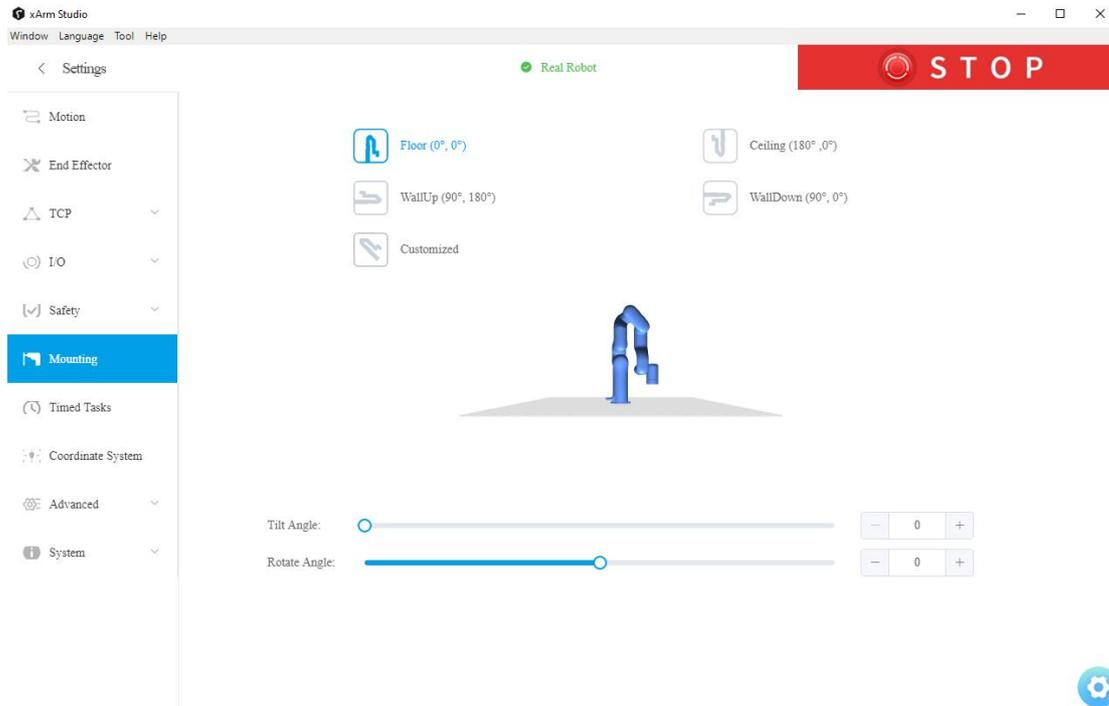 xArm Studio
Window Language Tool Help
Settings
Real Robot
STOP
Motion
End Effector
TCP
I/O
Safety
Mounting
Timed Tasks
Coordinate System
Advanced
System
Floor (0°, 0°)
Ceiling (180° ,0°)
WallUp (90°, 180°)
WallDown (90°, 0°)
Customized
Tilt Angle:
− 0 +
Rotate Angle:
− 0 +